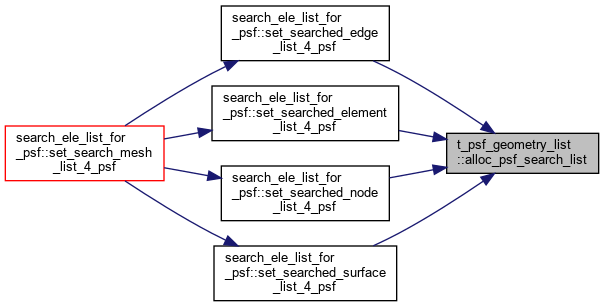 search_ele_list_for
_psf::set_searched_edge
_list_4_psf
search_ele_list_for
_psf::set_searched_element
_list_4_psf
search_ele_list_for
_psf::set_search_mesh
_list_4_psf
t_psf_geometry_list
::alloc_psf_search_list
search_ele_list_for
_psf::set_searched_node
_list_4_psf
search_ele_list_for
_psf::set_searched_surface
_list_4_psf